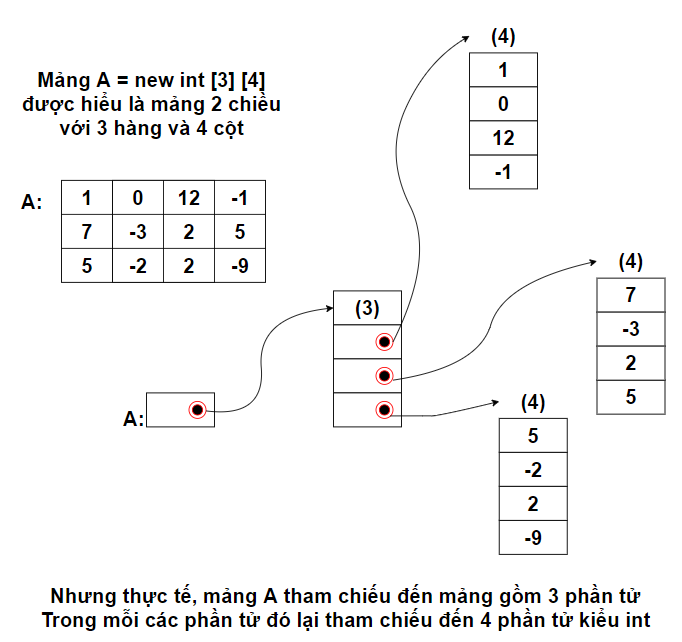 Mảng A = new int [3] [4]
được hiểu là mảng 2 chiều
với 3 hàng và 4 cột
A:
1 0 12 -1
7 -3 2 5
5 -2 2 -9
(4)
1
0
12
-1
(4)
7
-3
2
5
(3)
A:
(4)
5
-2
2
-9
Nhưng thực tế, mảng A tham chiếu đến mảng gồm 3 phần tử
Trong mỗi các phần tử đó lại tham chiếu đến 4 phần tử kiểu int